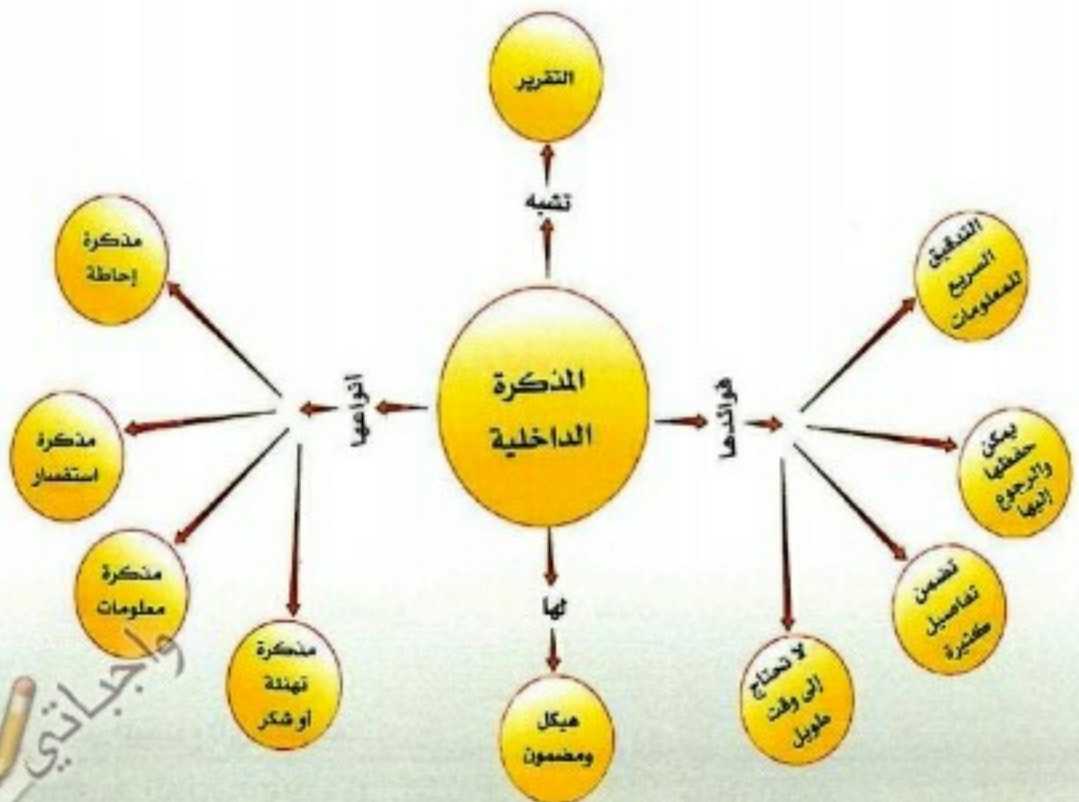 التقرير
تشبه
المذكرة
الداخلية
فوائدها
التدقيق
السريع
للمعلومات
يمكن
حفظها
والرجوع
إليها
تضمن
تفاصيل
كثيرة
لا تحتاج
إلى وقت
طويل
لها
هيكل
ومضمون
أنواعها
مذكرة
إحاطة
مذكرة
استفسار
مذكرة
معلومات
مذكرة
تهنئة
أو شكر
واجباتي